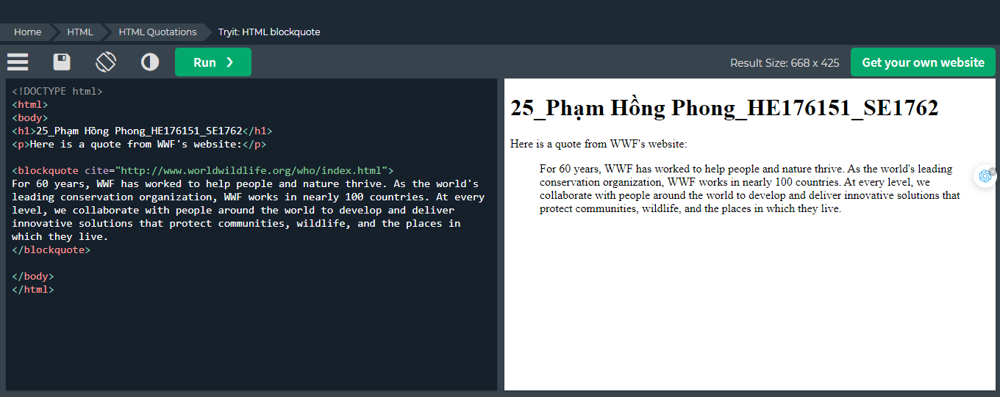 Home HTML HTML Quotations Tryit: HTML blockquote
Run ❯ Result Size: 668 x 425 Get your own website
<!DOCTYPE html>
<html>
<body>
<h1>25_Phạm Hồng Phong_HE176151_SE1762</h1>
<p>Here is a quote from WWF's website:</p>
<blockquote cite="http://www.worldwildlife.org/who/index.html">
For 60 years, WWF has worked to help people and nature thrive. As the world's
leading conservation organization, WWF works in nearly 100 countries. At every
level, we collaborate with people around the world to develop and deliver
innovative solutions that protect communities, wildlife, and the places in
which they live.
</blockquote>
</body>
</html>
25_Phạm Hồng Phong_HE176151_SE1762
Here is a quote from WWF's website:
For 60 years, WWF has worked to help people and nature thrive. As the world's leading
conservation organization, WWF works in nearly 100 countries. At every level, we
collaborate with people around the world to develop and deliver innovative solutions that
protect communities, wildlife, and the places in which they live.